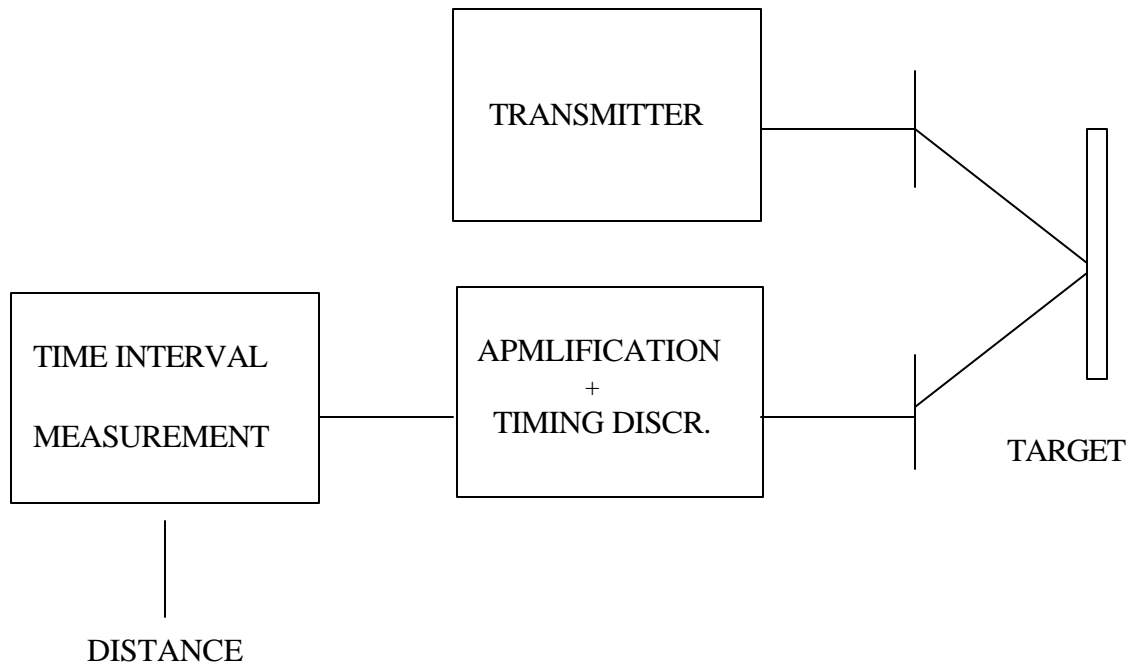 TRANSMITTER
TIME INTERVAL
MEASUREMENT
APMLIFICATION
+
TIMING DISCR.
TARGET
DISTANCE